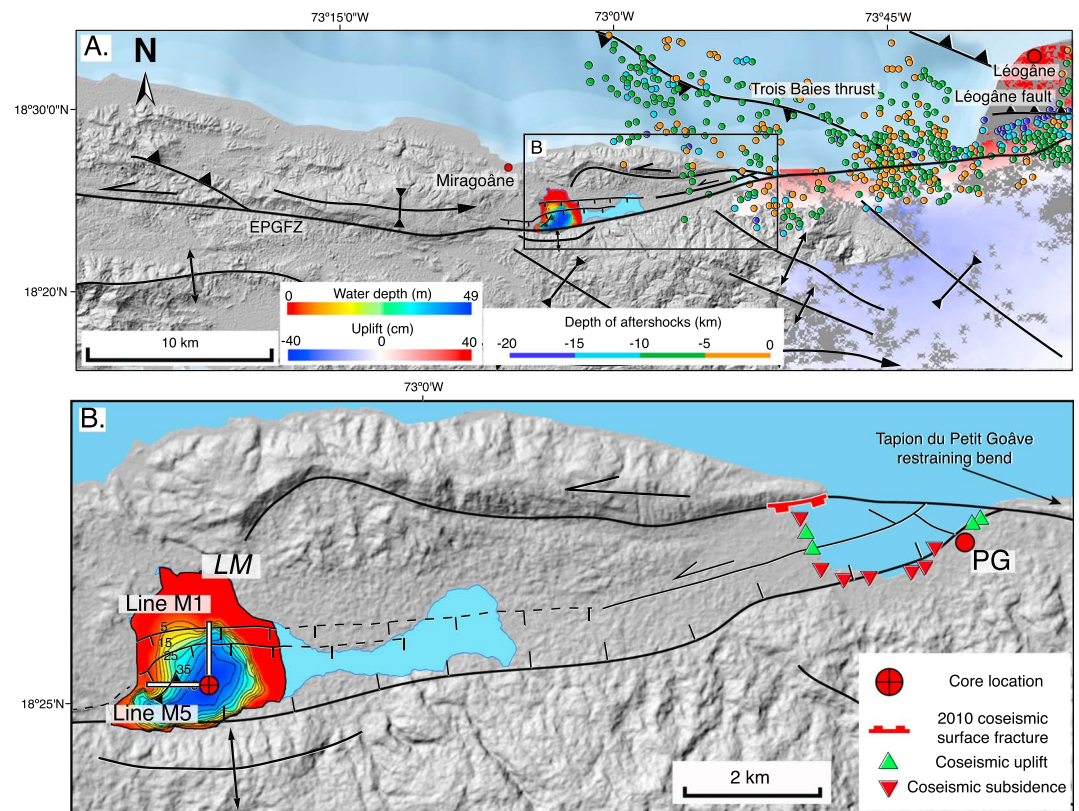 73°15'0"W
73°0'W
73°45'0"W
A.
N
18°30'0"N
18°20'N
Léogâne
Léogâne fault
Trois Baies thrust
B
Miragoâne
EPGFZ
Water depth (m)
0
49
Uplift (cm)
-40
0
40
10 km
Depth of aftershocks (km)
-20
-15
-10
-5
0
73°0'W
B.
Tapion du Petit Goâve
restraining bend
LM
PG
Line M1
5
15
25
35
Line M5
18°25'N
Core location
2010 coseismic
surface fracture
Coseismic uplift
Coseismic subsidence
2 km